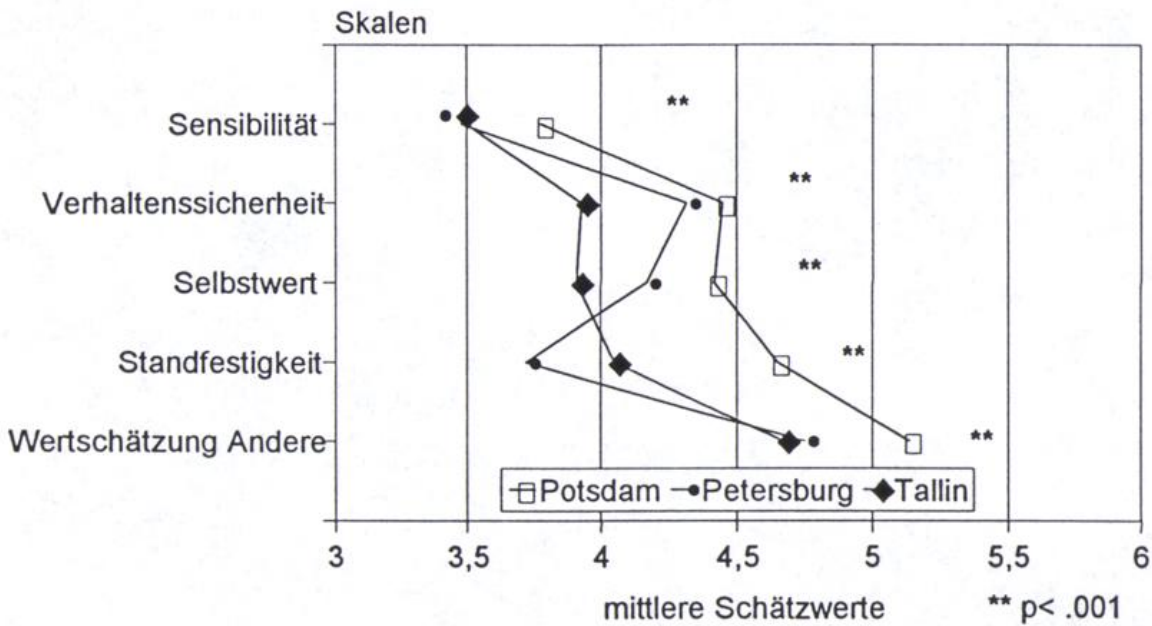 Skalen
**
Sensibilität
**
Verhaltenssicherheit
**
Selbstwert
**
Standfestigkeit
Wertschätzung Andere
**
Potsdam Petersburg Tallin
3 3,5 4 4,5 5 5,5 6
mittlere Schätzwerte ** p< .001